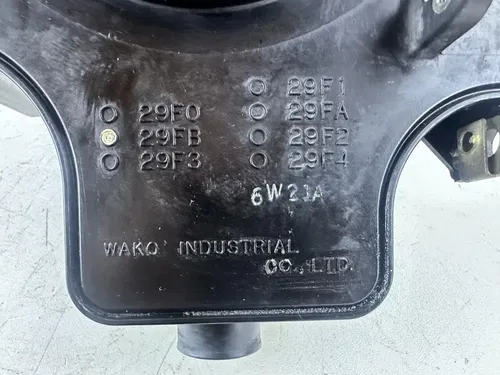 29F0 29F1
29FB 29FA
29F3 29F2
29F4
6W21A
WAKO INDUSTRIAL
CO., LTD.